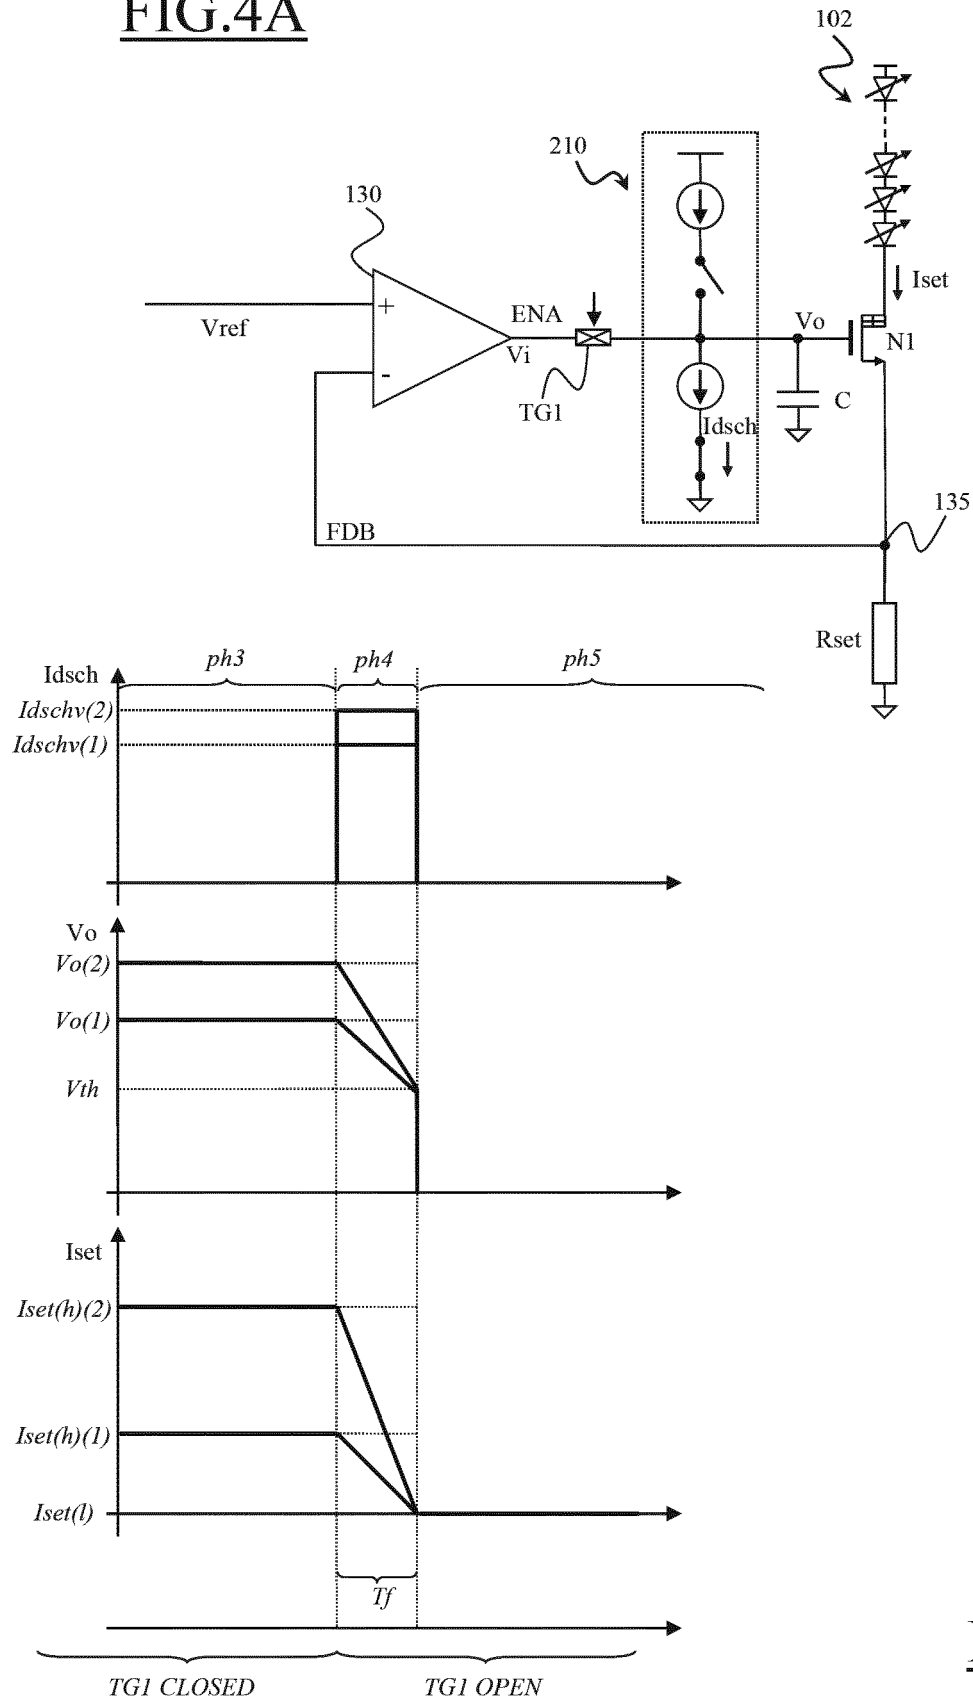 FIG.4A
102
210
130
Iset
ENA
Vo
Vref
+
N1
Vi
-
C
TG1
Idsch
135
FDB
Rset
ph3 ph4 ph5
Idsch
Idschv(2)
Idschv(1)
Vo
Vo(2)
Vo(1)
Vth
Iset
Iset(h)(2)
Iset(h)(1)
Iset(l)
Tf
TG1 CLOSED TG1 OPEN